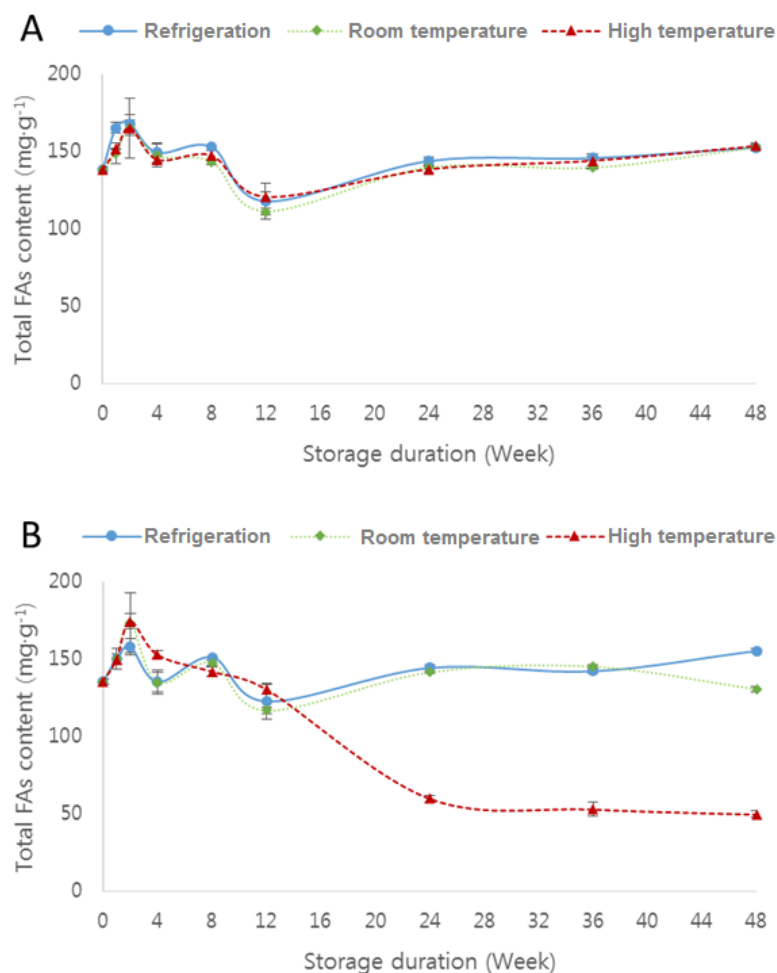 A
Refrigeration Room temperature High temperature
200
150
100
50
0
Total FAs content (mg·g⁻¹)
0 4 8 12 16 20 24 28 32 36 40 44 48
Storage duration (Week)
B
Refrigeration Room temperature High temperature
200
150
100
50
0
Total FAs content (mg·g⁻¹)
0 4 8 12 16 20 24 28 32 36 40 44 48
Storage duration (Week)